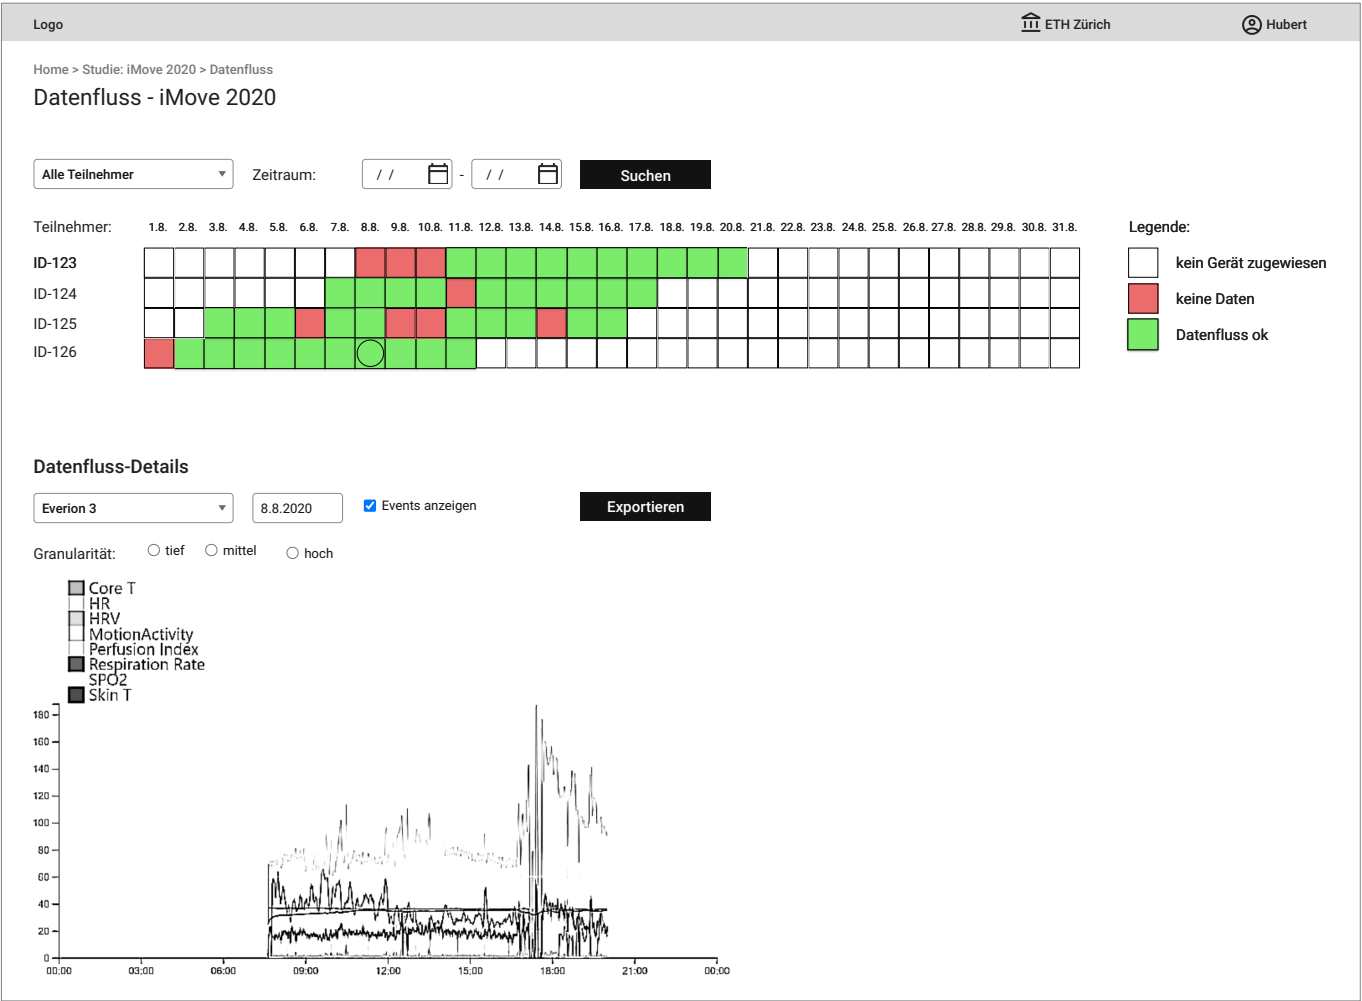 Logo
ETH Zürich
Hubert
Home > Studie: iMove 2020 > Datenfluss
Datenfluss - iMove 2020
Alle Teilnehmer
Zeitraum:
/ /
-
/ /
Suchen
Teilnehmer:
1.8. 2.8. 3.8. 4.8. 5.8. 6.8. 7.8. 8.8. 9.8. 10.8. 11.8. 12.8. 13.8. 14.8. 15.8. 16.8. 17.8. 18.8. 19.8. 20.8. 21.8. 22.8. 23.8. 24.8. 25.8. 26.8. 27.8. 28.8. 29.8. 30.8. 31.8.
Legende:
ID-123
kein Gerät zugewiesen
ID-124
keine Daten
ID-125
Datenfluss ok
ID-126
Datenfluss-Details
Everion 3
8.8.2020
Events anzeigen
Exportieren
Granularität:
tief
mittel
hoch
Core T
HR
HRV
MotionActivity
Perfusion Index
Respiration Rate
SPO2
Skin T
180
160
140
120
100
80
60
40
20
0
00:00 03:00 06:00 09:00 12:00 15:00 18:00 21:00 00:00